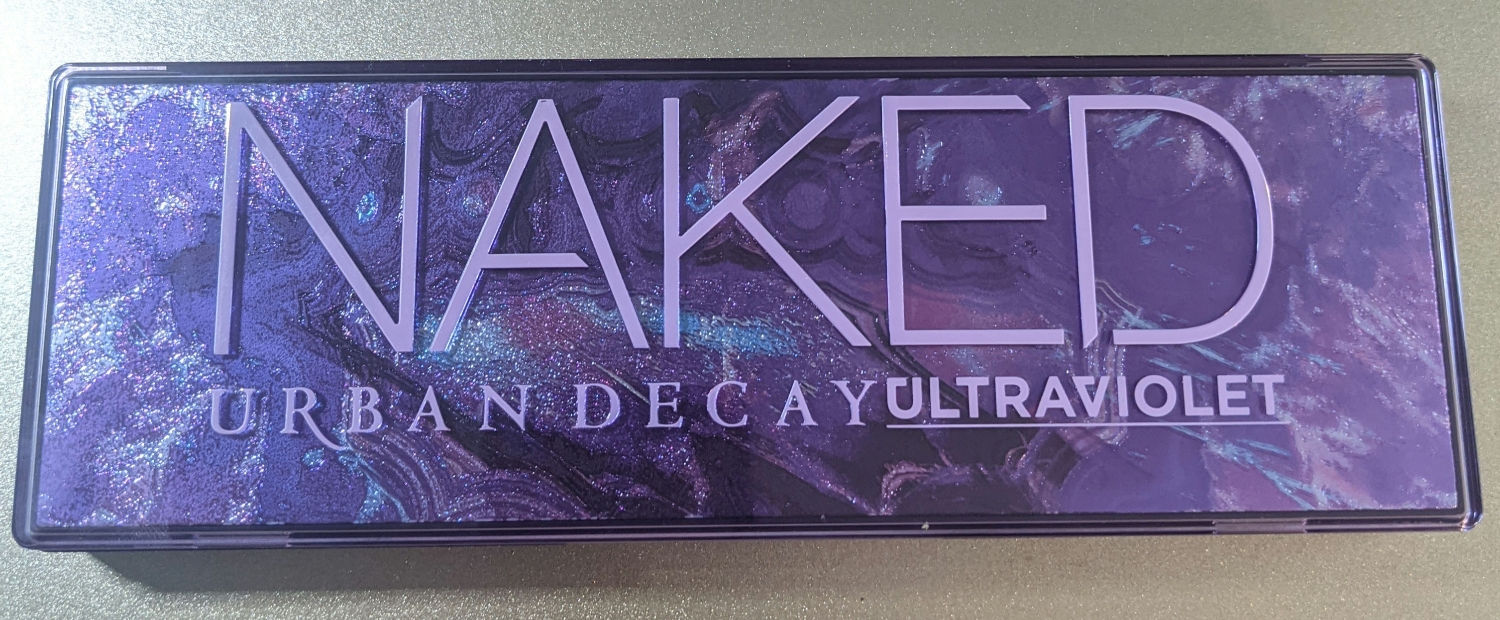 NAKED
URBAN DECAY ULTRAVIOLET